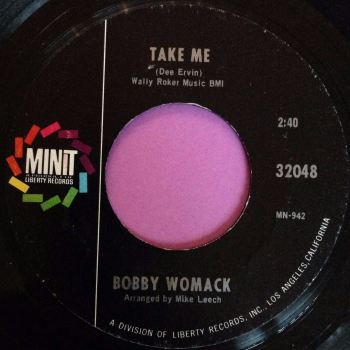 TAKE ME
(Dee Ervin)
Wally Roker Music BMI
2:40
32048
MN-942
MINIT
LIBERTY RECORDS
BOBBY WOMACK
Arranged by Mike Leech
A DIVISION OF LIBERTY RECORDS, INC., LOS ANGELES, CALIFORNIA